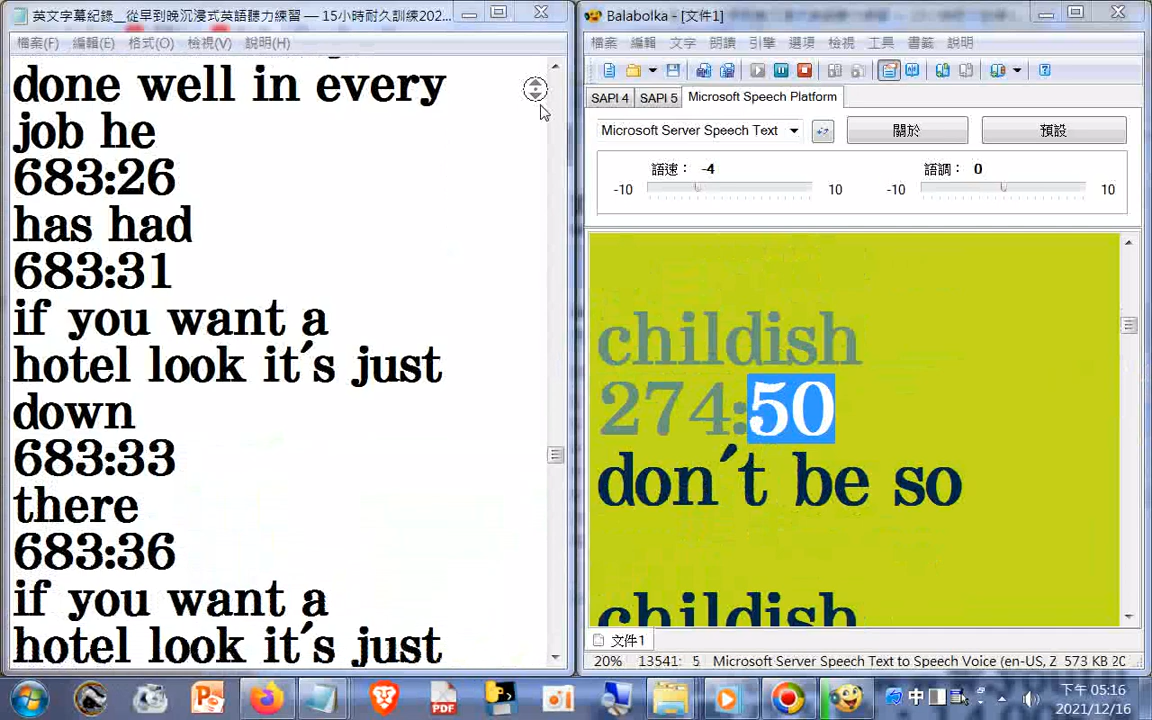 英文字幕紀錄__從早到晚沉浸式英語聽力練習 — 15小時耐久訓練202...
檔案(F) 編輯(E) 格式(O) 檢視(V) 說明(H)
done well in every
job he
683:26
has had
683:31
if you want a
hotel look it's just
down
683:33
there
683:36
if you want a
hotel look it's just
Balabolka - [文件1]
檔案 編輯 文字 朗讀 引擎 選項 檢視 工具 書籤 說明
SAPI 4 SAPI 5 Microsoft Speech Platform
Microsoft Server Speech Text 關於 預設
語速： -4 語調： 0
-10 10 -10 10
childish
274:50
don't be so
childish
文件1
20% 13541: 5 Microsoft Server Speech Text to Speech Voice (en-US, Z 573 KB 20
PDF 中 下午 05:16
2021/12/16